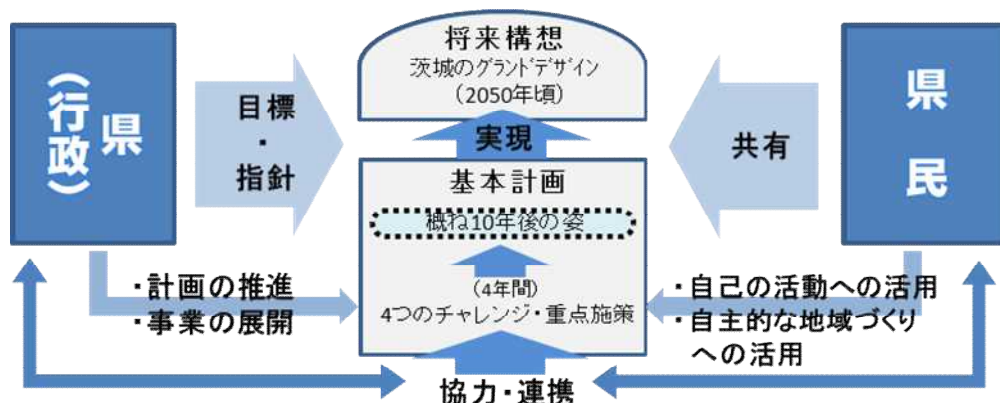 県
(行政)
目標
・
指針
将来構想
茨城のグランドデザイン
(2050年頃)
実現
基本計画
概ね10年後の姿
(4年間)
4つのチャレンジ・重点施策
共有
県民
・計画の推進
・事業の展開
・自己の活動への活用
・自主的な地域づくり
への活用
協力・連携